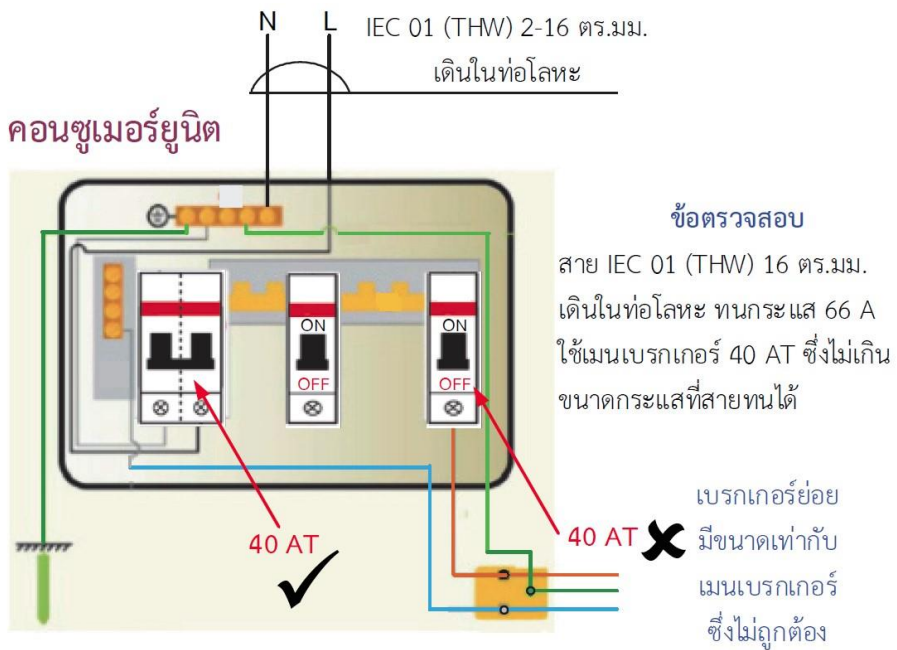 N L IEC 01 (THW) 2-16 ตร.มม.
เดินในท่อโลหะ
คอนซูเมอร์ยูนิต
ข้อตรวจสอบ
สาย IEC 01 (THW) 16 ตร.มม.
เดินในท่อโลหะ ทนกระแส 66 A
ใช้เมนเบรกเกอร์ 40 AT ซึ่งไม่เกิน
ขนาดกระแสที่สายทนได้
ON
OFF
ON
OFF
40 AT
40 AT
เบรกเกอร์ย่อย
มีขนาดเท่ากับ
เมนเบรกเกอร์
ซึ่งไม่ถูกต้อง